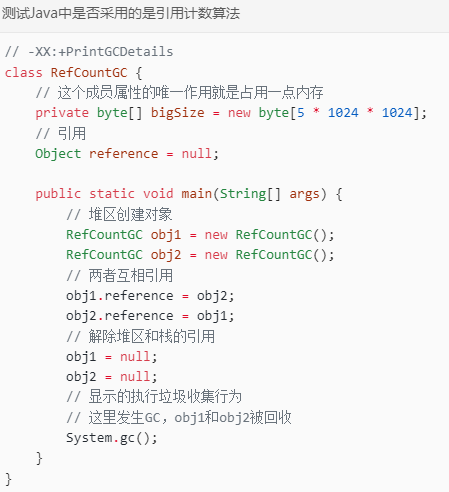 测试Java中是否采用的是引用计数算法
// -XX:+PrintGCDetails
class RefCountGC {
    // 这个成员属性的唯一作用就是占用一点内存
    private byte[] bigSize = new byte[5 * 1024 * 1024];
    // 引用
    Object reference = null;

    public static void main(String[] args) {
        // 堆区创建对象
        RefCountGC obj1 = new RefCountGC();
        RefCountGC obj2 = new RefCountGC();
        // 两者互相引用
        obj1.reference = obj2;
        obj2.reference = obj1;
        // 解除堆区和栈的引用
        obj1 = null;
        obj2 = null;
        // 显示的执行垃圾收集行为
        // 这里发生GC，obj1和obj2被回收
        System.gc();
    }
}